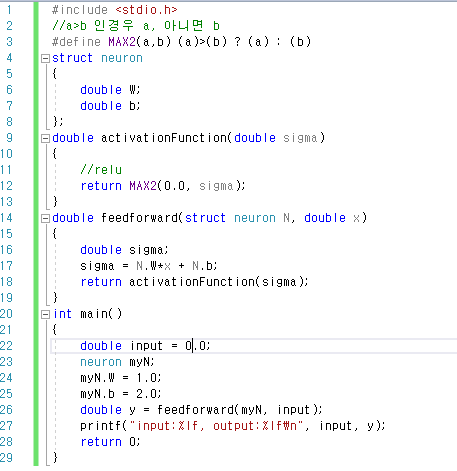 1 #include <stdio.h>
2 //a>b 인경우 a, 아니면 b
3 #define MAX2(a,b) (a)>(b) ? (a) : (b)
4 struct neuron
5 {
6 double W;
7 double b;
8 };
9 double activationFunction(double sigma)
10 {
11 //relu
12 return MAX2(0.0, sigma);
13 }
14 double feedforward(struct neuron N, double x)
15 {
16 double sigma;
17 sigma = N.W*x + N.b;
18 return activationFunction(sigma);
19 }
20 int main()
21 {
22 double input = 0.0;
23 neuron myN;
24 myN.W = 1.0;
25 myN.b = 2.0;
26 double y = feedforward(myN, input);
27 printf("input:%lf, output:%lf₩n", input, y);
28 return 0;
29 }